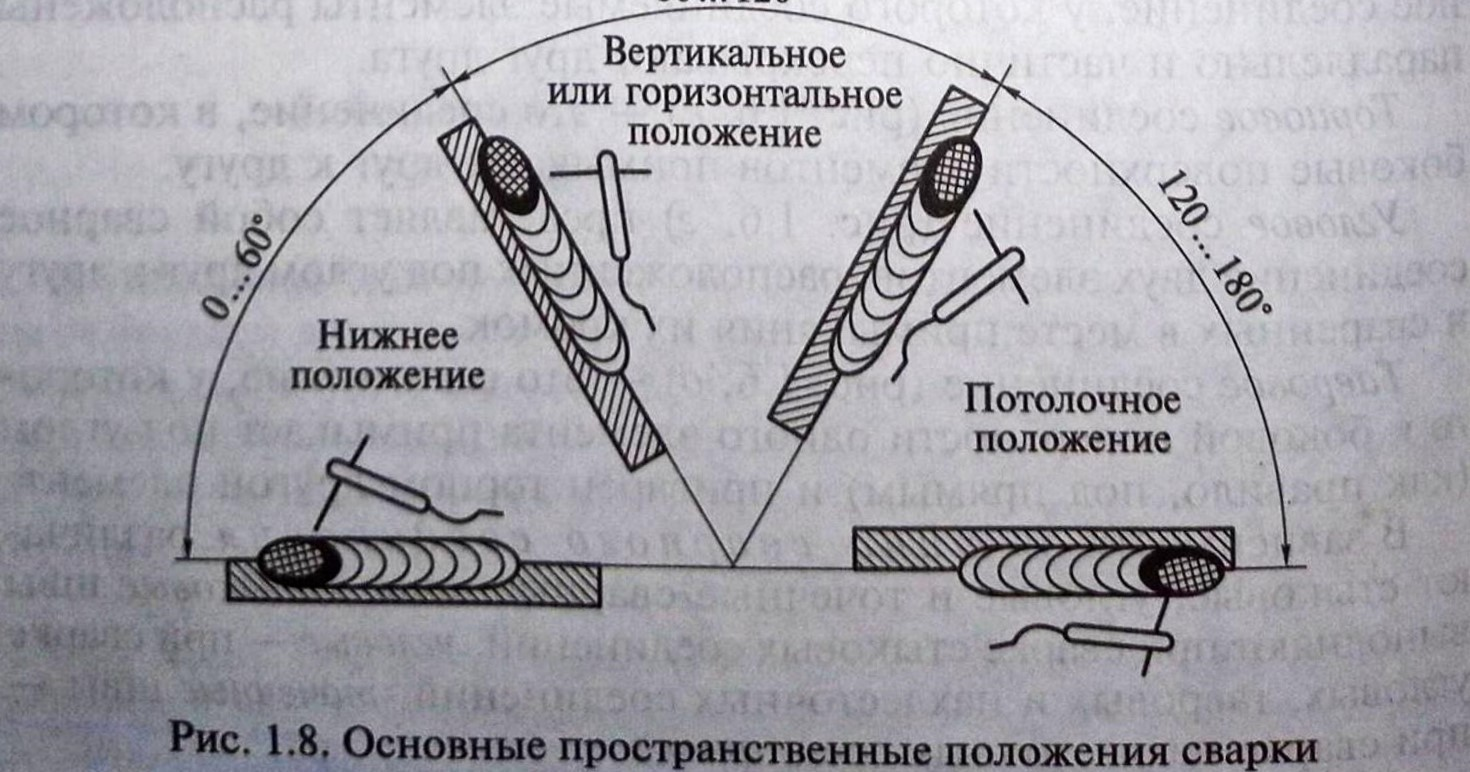 Вертикальное
или горизонтальное
положение
0...60°
120...180°
Нижнее
положение
Потолочное
положение
Рис. 1.8. Основные пространственные положения сварки